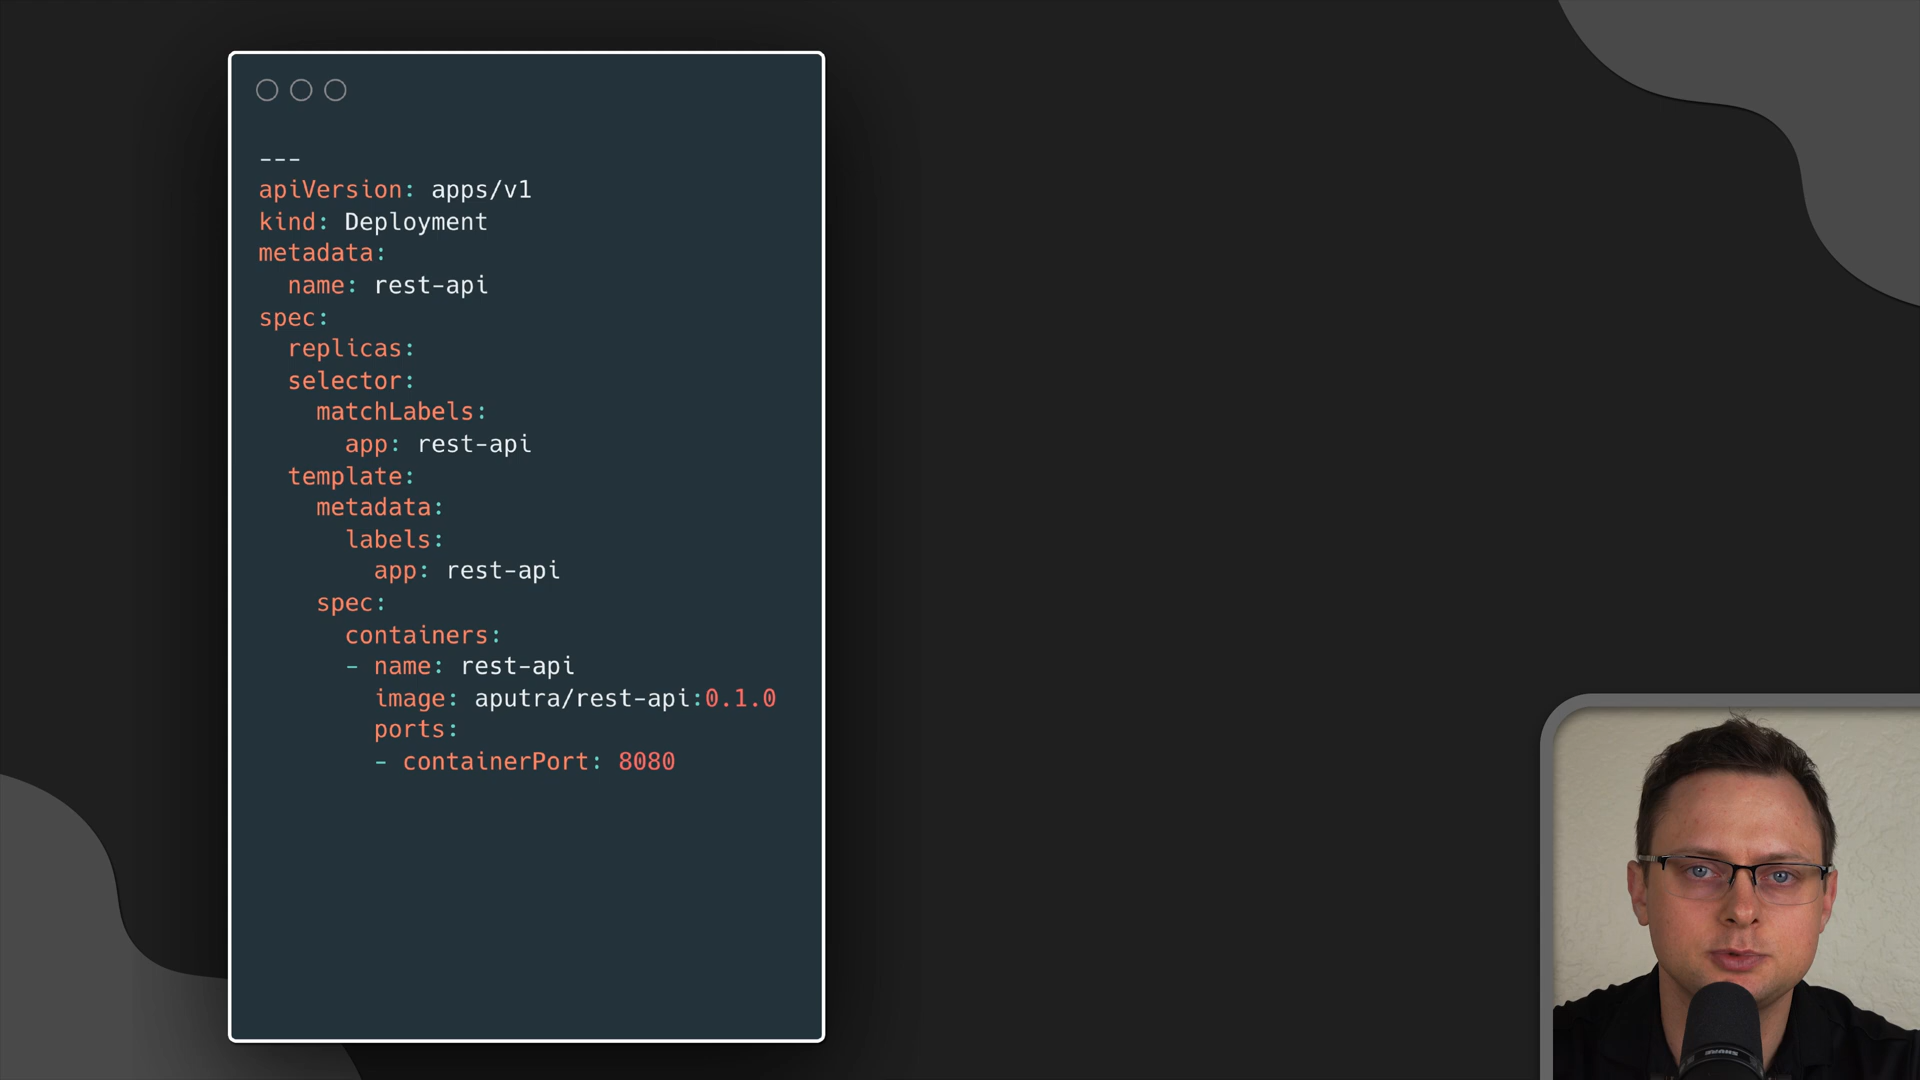 ---
apiVersion: apps/v1
kind: Deployment
metadata:
  name: rest-api
spec:
  replicas:
  selector:
    matchLabels:
      app: rest-api
  template:
    metadata:
      labels:
        app: rest-api
    spec:
      containers:
      - name: rest-api
        image: aputra/rest-api:0.1.0
        ports:
        - containerPort: 8080
SHURE